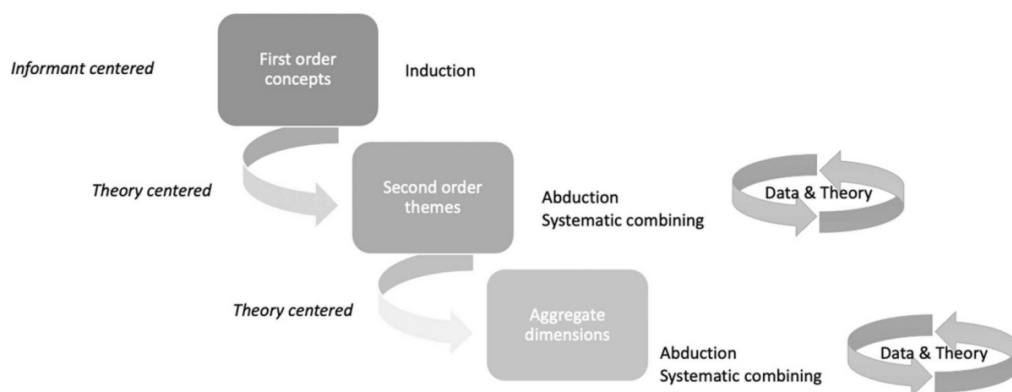 Informant centered
First order
concepts
Induction
Theory centered
Second order
themes
Abduction
Systematic combining
Data & Theory
Theory centered
Aggregate
dimensions
Abduction
Systematic combining
Data & Theory